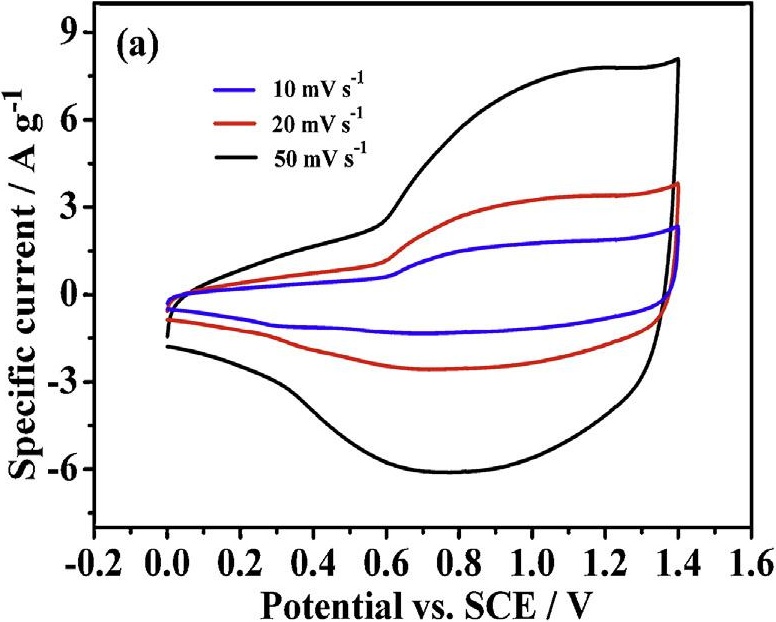 (a)
10 mV s⁻¹
20 mV s⁻¹
50 mV s⁻¹
Specific current / A g⁻¹
9
6
3
0
-3
-6
-0.2 0.0 0.2 0.4 0.6 0.8 1.0 1.2 1.4 1.6
Potential vs. SCE / V